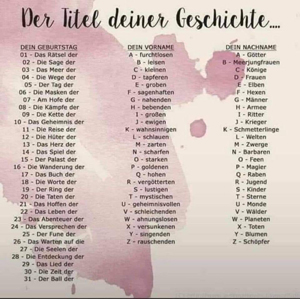 Der Titel deiner Geschichte....
DEIN GEBURTSTAG
01 - Das Rätsel der
02 - Die Sage der
03 - Das Meer der
04 - Die Wege der
05 - Der Tag der
06 - Die Masken der
07 - Am Hofe der
08 - Die Kämpfe der
09 - Die Kette der
10 - Das Geheimnis der
11 - Die Reise der
12 - Die Hüter der
13 - Das Herz der
14 - Das Spiel der
15 - Der Palast der
16 - Die Wanderung der
17 - Das Buch der
18 - Die Worte der
19 - Der Ring der
20 - Die Taten der
21 - Das Hoffen der
22 - Das Leben der
23 - Das Abenteuer der
24 - Das Versprechen der
25 - Der Fune der
26 - Das Warten auf die
27 - Die Seelen der
28 - Die Entdeckung der
29 - Das Lied der
30 - Die Zeit der
31 - Der Ball der
DEIN VORNAME
A - furchtlosen
B - leisen
C - kleinen
D - tapferen
E - grauen
F - sagenhaften
G - nahenden
H - bebenden
I - großen
J - ewigen
K - wahnsinnigen
L - schlauen
M - zarten
N - scharfen
O - starken
P - goldenen
Q - hohen
R - vergötterten
S - lustigen
T - mystischen
U - geheimnisvollen
V - schleichenden
W - ahnungslosen
X - versunkenen
Y - singenden
Z - rauschenden
DEIN NACHNAME
A - Götter
B - Meerjungfrauen
C - Könige
D - Frauen
E - Elben
F - Hexen
G - Männer
H - Armee
I - Ritter
J - Krieger
K - Schmetterlinge
L - Welten
M - Zwerge
N - Barbaren
O - Feen
P - Magier
Q - Raben
R - Jugend
S - Kinder
T - Sterne
U - Monde
V - Wälder
W - Planeten
X - Toten
Y - Blumen
Z - Schöpfer